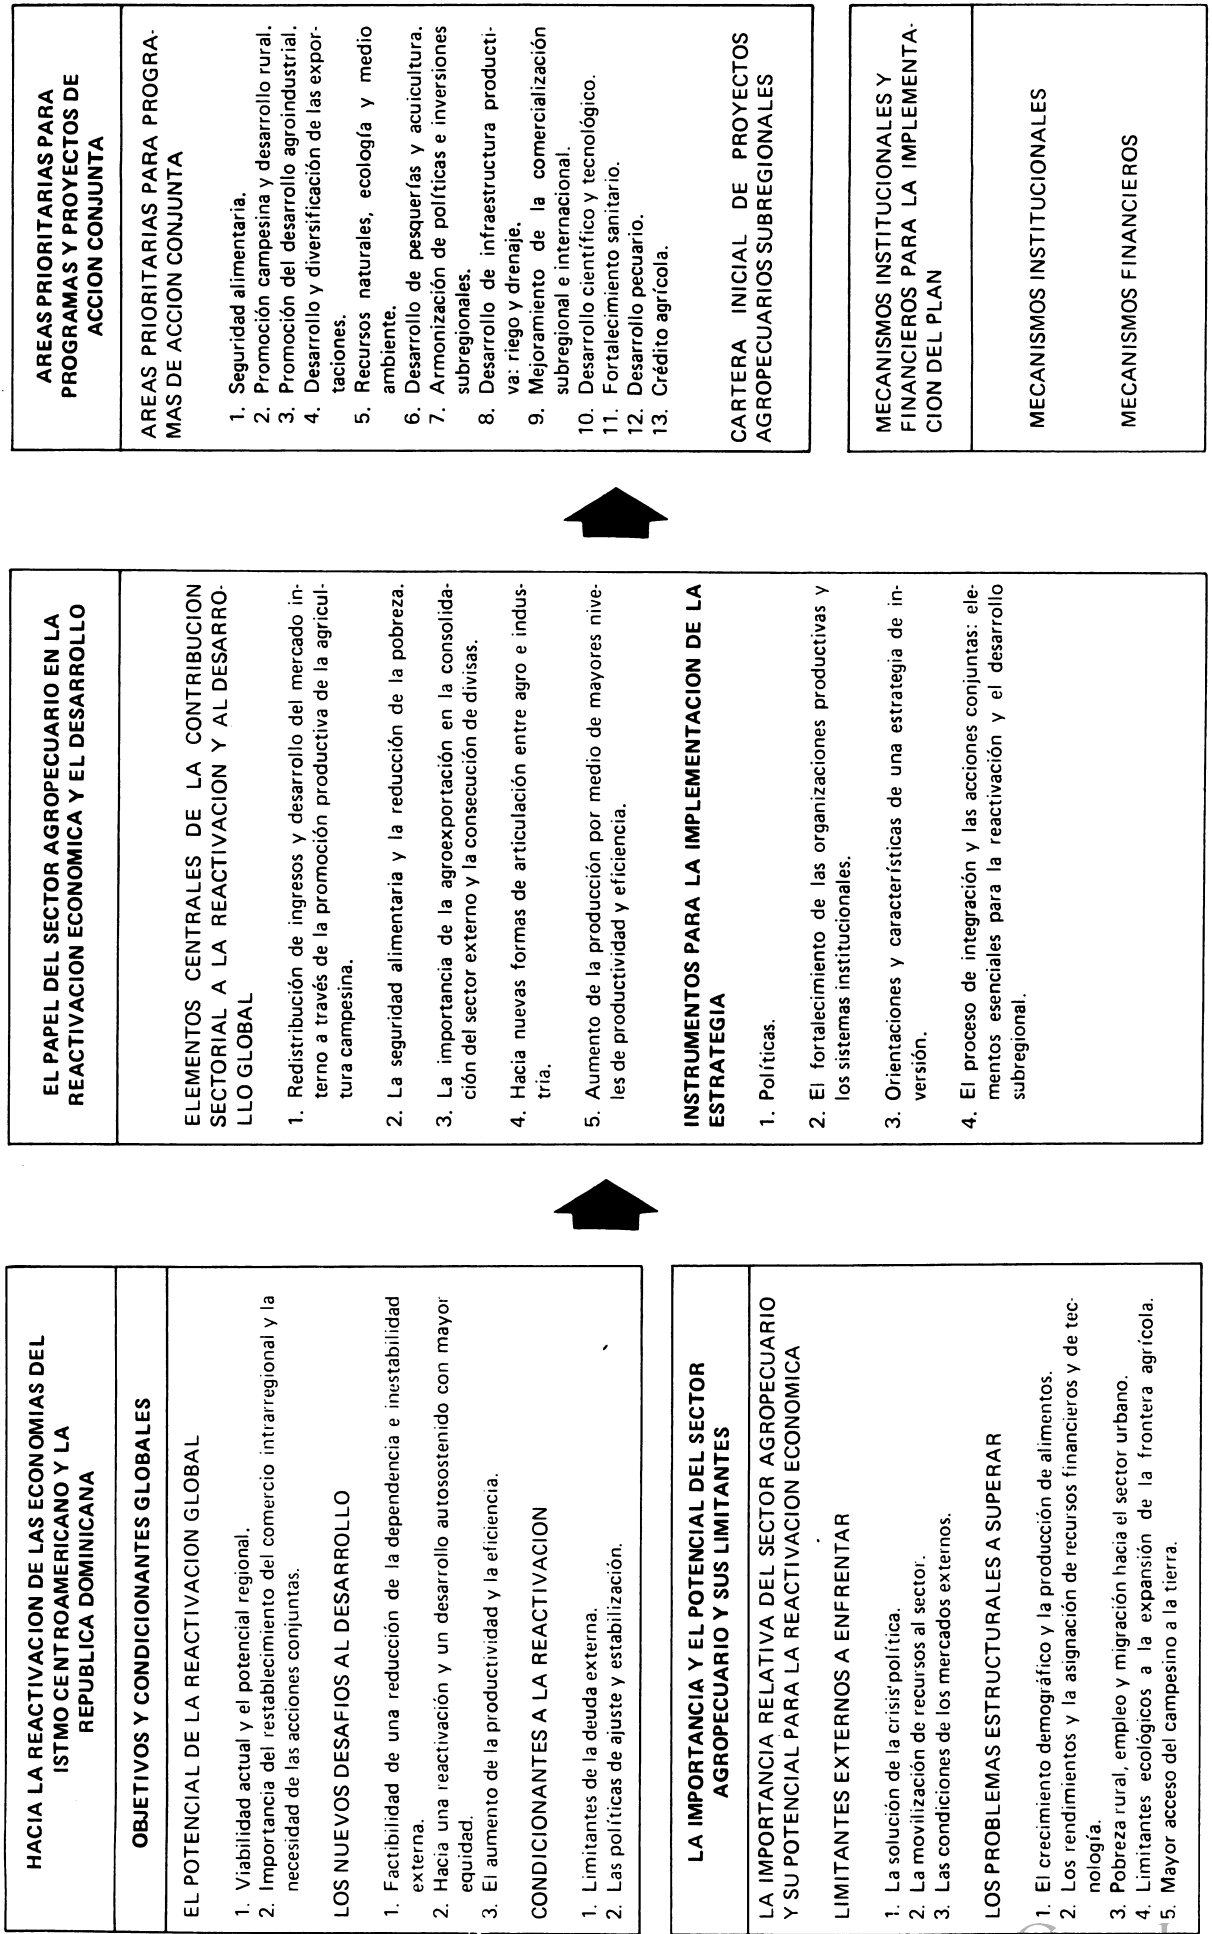 HACIA LA REACTIVACION DE LAS ECONOMIAS DEL
ISTMO CENTROAMERICANO Y LA
REPUBLICA DOMINICANA
OBJETIVOS Y CONDICIONANTES GLOBALES
EL POTENCIAL DE LA REACTIVACION GLOBAL
1. Viabilidad actual y el potencial regional.
2. Importancia del restablecimiento del comercio intrarregional y la
necesidad de las acciones conjuntas.
LOS NUEVOS DESAFIOS AL DESARROLLO
1. Factibilidad de una reducción de la dependencia e inestabilidad
externa.
2. Hacia una reactivación y un desarrollo autosostenido con mayor
equidad.
3. El aumento de la productividad y la eficiencia.
CONDICIONANTES A LA REACTIVACION
1. Limitantes de la deuda externa.
2. Las políticas de ajuste y estabilización.
LA IMPORTANCIA Y EL POTENCIAL DEL SECTOR
AGROPECUARIO Y SUS LIMITANTES
LA IMPORTANCIA RELATIVA DEL SECTOR AGROPECUARIO
Y SU POTENCIAL PARA LA REACTIVACION ECONOMICA
LIMITANTES EXTERNOS A ENFRENTAR
1. La solución de la crisis política.
2. La movilización de recursos al sector.
3. Las condiciones de los mercados externos.
LOS PROBLEMAS ESTRUCTURALES A SUPERAR
1. El crecimiento demográfico y la producción de alimentos.
2. Los rendimientos y la asignación de recursos financieros y de tec-
nología.
3. Pobreza rural, empleo y migración hacia el sector urbano.
4. Limitantes ecológicos a la expansión de la frontera agrícola.
5. Mayor acceso del campesino a la tierra.
EL PAPEL DEL SECTOR AGROPECUARIO EN LA
REACTIVACION ECONOMICA Y EL DESARROLLO
ELEMENTOS CENTRALES DE LA CONTRIBUCION
SECTORIAL A LA REACTIVACION Y AL DESARRO-
LLO GLOBAL
1. Redistribución de ingresos y desarrollo del mercado in-
terno a través de la promoción productiva de la agricul-
tura campesina.
2. La seguridad alimentaria y la reducción de la pobreza.
3. La importancia de la agroexportación en la consolida-
ción del sector externo y la consecución de divisas.
4. Hacia nuevas formas de articulación entre agro e indus-
tria.
5. Aumento de la producción por medio de mayores nive-
les de productividad y eficiencia.
INSTRUMENTOS PARA LA IMPLEMENTACION DE LA
ESTRATEGIA
1. Políticas.
2. El fortalecimiento de las organizaciones productivas y
los sistemas institucionales.
3. Orientaciones y características de una estrategia de in-
versión.
4. El proceso de integración y las acciones conjuntas: ele-
mentos esenciales para la reactivación y el desarrollo
subregional.
AREAS PRIORITARIAS PARA
PROGRAMAS Y PROYECTOS DE
ACCION CONJUNTA
AREAS PRIORITARIAS PARA PROGRA-
MAS DE ACCION CONJUNTA
1. Seguridad alimentaria.
2. Promoción campesina y desarrollo rural.
3. Promoción del desarrollo agroindustrial.
4. Desarrollo y diversificación de las expor-
taciones.
5. Recursos naturales, ecología y medio
ambiente.
6. Desarrollo de pesquerías y acuicultura.
7. Armonización de políticas e inversiones
subregionales.
8. Desarrollo de infraestructura producti-
va: riego y drenaje.
9. Mejoramiento de la comercialización
subregional e internacional.
10. Desarrollo científico y tecnológico.
11. Fortalecimiento sanitario.
12. Desarrollo pecuario.
13. Crédito agrícola.
CARTERA INICIAL DE PROYECTOS
AGROPECUARIOS SUBREGIONALES
MECANISMOS INSTITUCIONALES Y
FINANCIEROS PARA LA IMPLEMENTA-
CION DEL PLAN
MECANISMOS INSTITUCIONALES
MECANISMOS FINANCIEROS